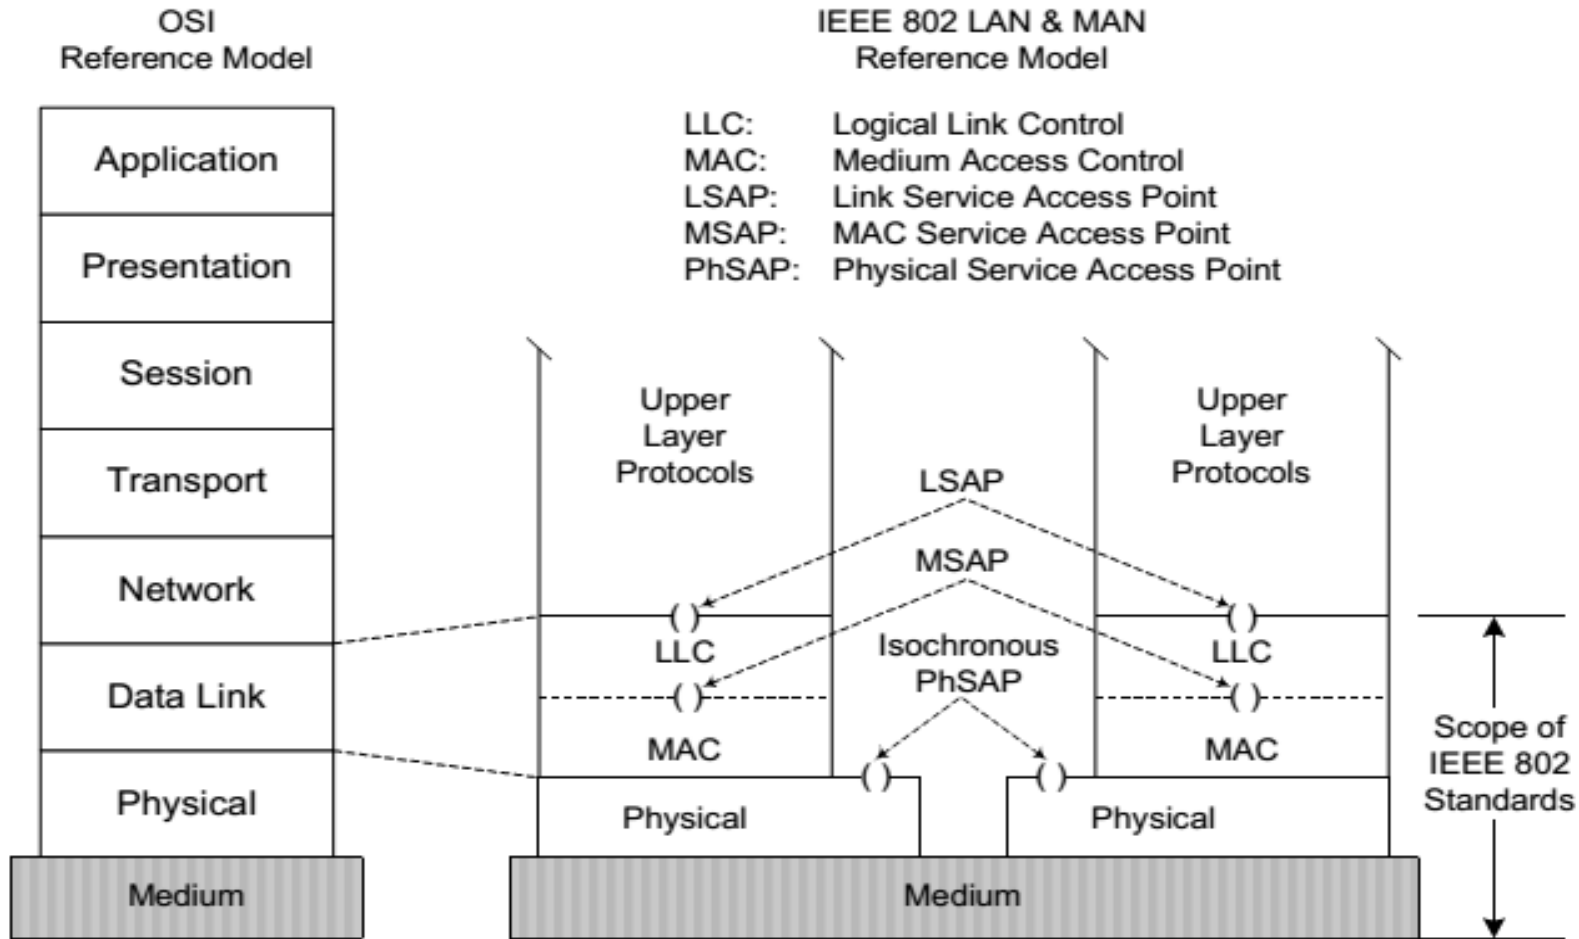 OSI
Reference Model
Application
Presentation
Session
Transport
Network
Data Link
Physical
Medium
IEEE 802 LAN & MAN
Reference Model
LLC: Logical Link Control
MAC: Medium Access Control
LSAP: Link Service Access Point
MSAP: MAC Service Access Point
PhSAP: Physical Service Access Point
Upper
Layer
Protocols
LSAP
Upper
Layer
Protocols
MSAP
( )
( )
LLC
Isochronous
PhSAP
LLC
( )
( )
MAC
MAC
( )
( )
Physical
Physical
Medium
Scope of
IEEE 802
Standards